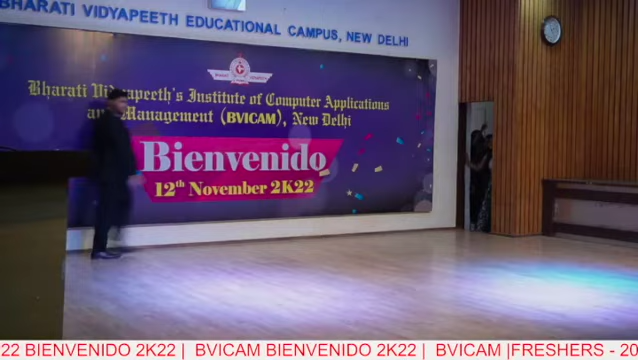 BHARATI VIDYAPEETH EDUCATIONAL CAMPUS, NEW DELHI
Bharati Vidyapeeth's Institute of Computer Applications
and Management (BVICAM), New Delhi
Bienvenido
12th November 2K22
22 BIENVENIDO 2K22 | BVICAM BIENVENIDO 2K22 | BVICAM |FRESHERS - 20